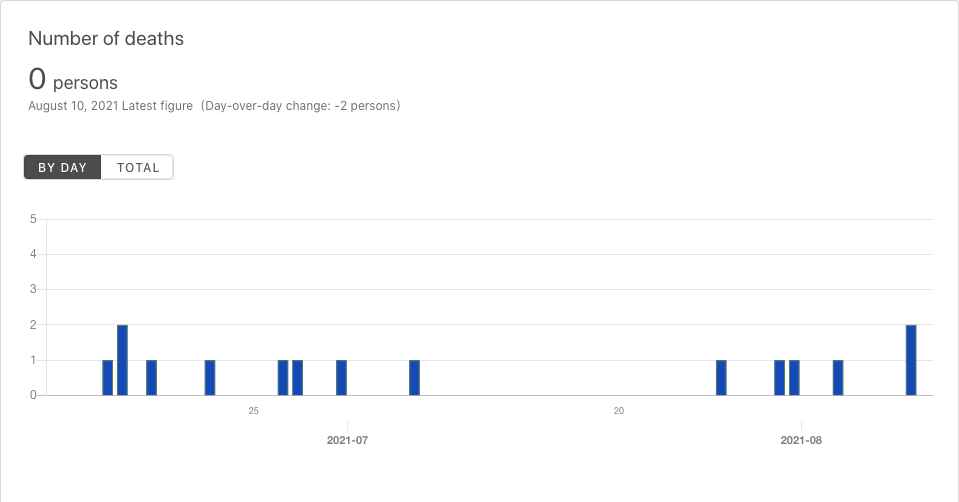 Number of deaths
0 persons
August 10, 2021 Latest figure (Day-over-day change: -2 persons)
BY DAY TOTAL
5
4
3
2
1
0
25 20
2021-07 2021-08